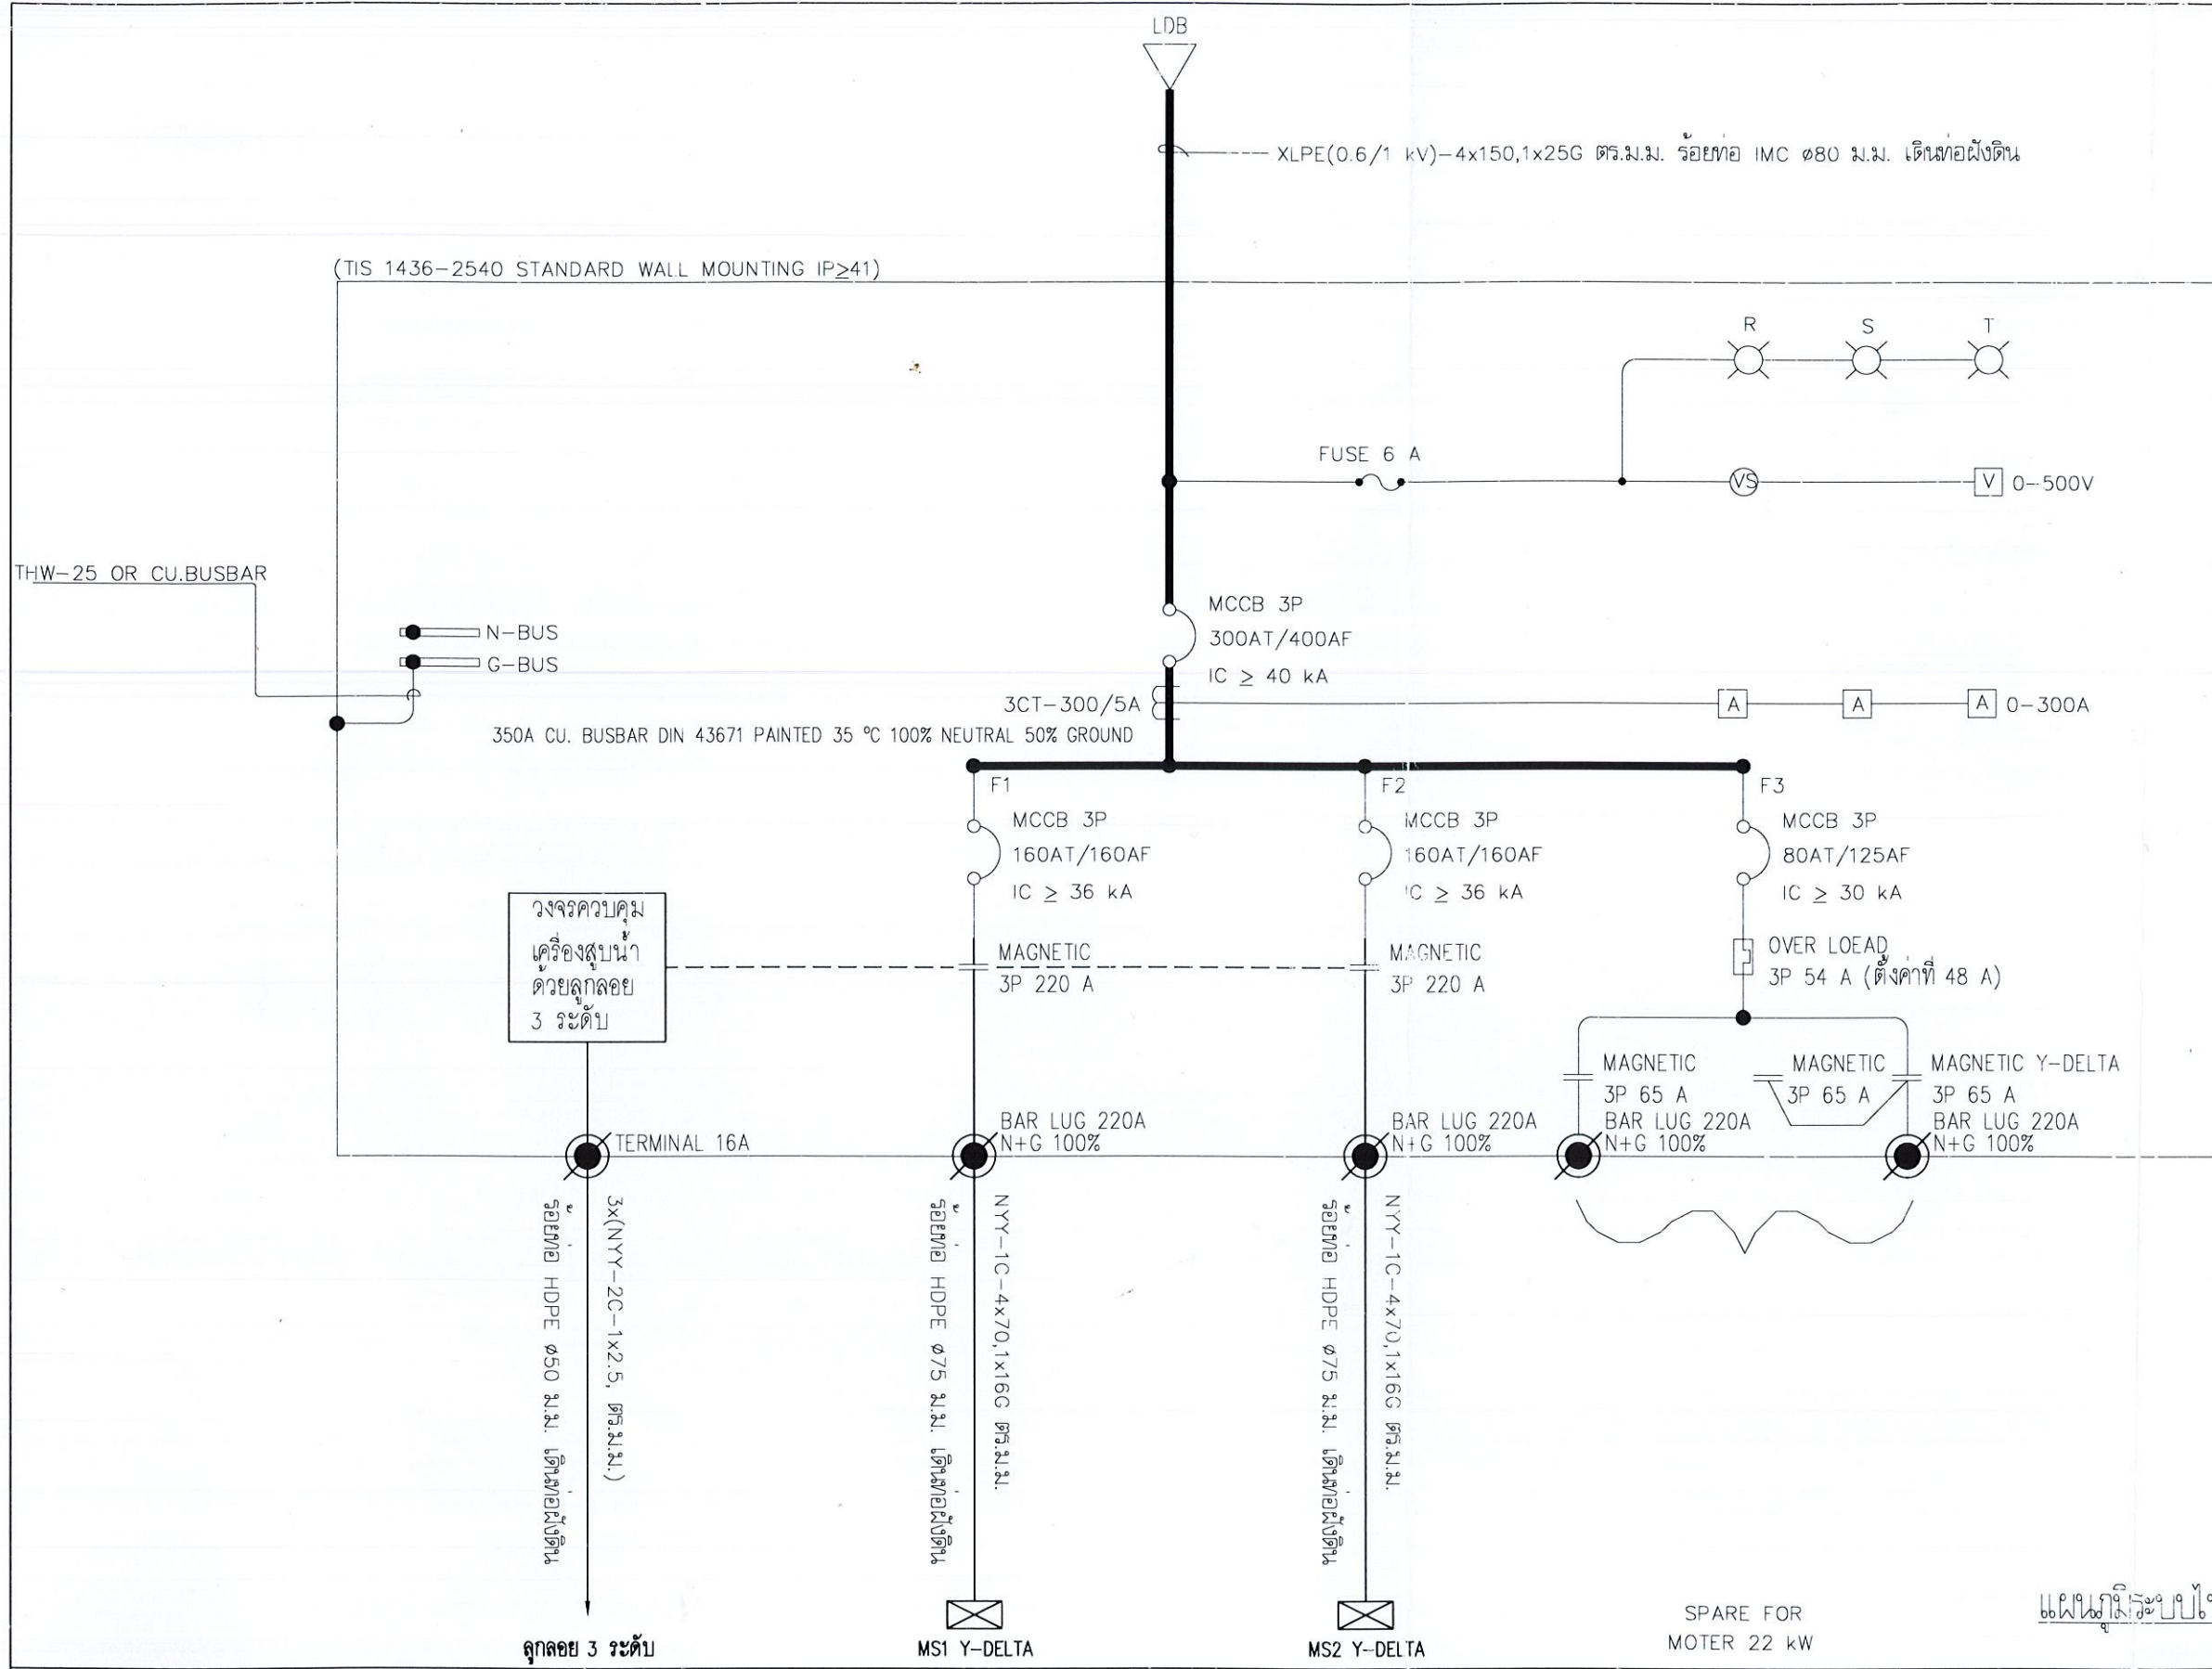 LDB
XLPE(0.6/1 kV)-4x150,1x25G ตร.ม.ม. ร้อยท่อ IMC ø80 ม.ม. เดินท่อฝังดิน
(TIS 1436-2540 STANDARD WALL MOUNTING IP≥41)
R S T
FUSE 6 A
VS
V 0-500V
THW-25 OR CU.BUSBAR
N-BUS
G-BUS
MCCB 3P
300AT/400AF
IC ≥ 40 kA
3CT-300/5A
A A A 0-300A
350A CU. BUSBAR DIN 43671 PAINTED 35 °C 100% NEUTRAL 50% GROUND
F1
MCCB 3P
160AT/160AF
IC ≥ 36 kA
F2
MCCB 3P
160AT/160AF
IC ≥ 36 kA
F3
MCCB 3P
80AT/125AF
IC ≥ 30 kA
วงจรควบคุม
เครื่องสูบน้ำ
ด้วยลูกลอย
3 ระดับ
MAGNETIC
3P 220 A
MAGNETIC
3P 220 A
OVER LOEAD
3P 54 A (ตั้งค่าที่ 48 A)
MAGNETIC
3P 65 A
MAGNETIC
3P 65 A
MAGNETIC Y-DELTA
3P 65 A
TERMINAL 16A
BAR LUG 220A
N+G 100%
BAR LUG 220A
N+G 100%
BAR LUG 220A
N+G 100%
BAR LUG 220A
N+G 100%
3x(NYY-2C-1x2.5, ตร.ม.ม.)
ร้อยท่อ HDPE ø50 ม.ม. เดินท่อฝังดิน
NYY-1C-4x70,1x16G ตร.ม.ม.
ร้อยท่อ HDPE ø75 ม.ม. เดินท่อฝังดิน
NYY-1C-4x70,1x16G ตร.ม.ม.
ร้อยท่อ HDPE ø75 ม.ม. เดินท่อฝังดิน
ลูกลอย 3 ระดับ
MS1 Y-DELTA
MS2 Y-DELTA
SPARE FOR
MOTER 22 kW
แผนภูมิระบบ